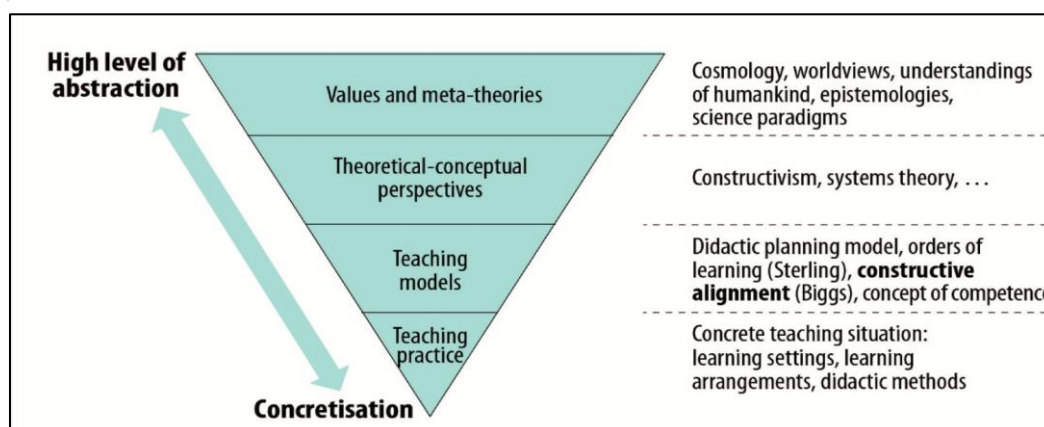 High level of
abstraction
Values and meta-theories
Cosmology, worldviews, understandings
of humankind, epistemologies,
science paradigms
Theoretical-conceptual
perspectives
Constructivism, systems theory, …
Teaching
models
Didactic planning model, orders of
learning (Sterling), constructive
alignment (Biggs), concept of competence
Teaching
practice
Concrete teaching situation:
learning settings, learning
arrangements, didactic methods
Concretisation